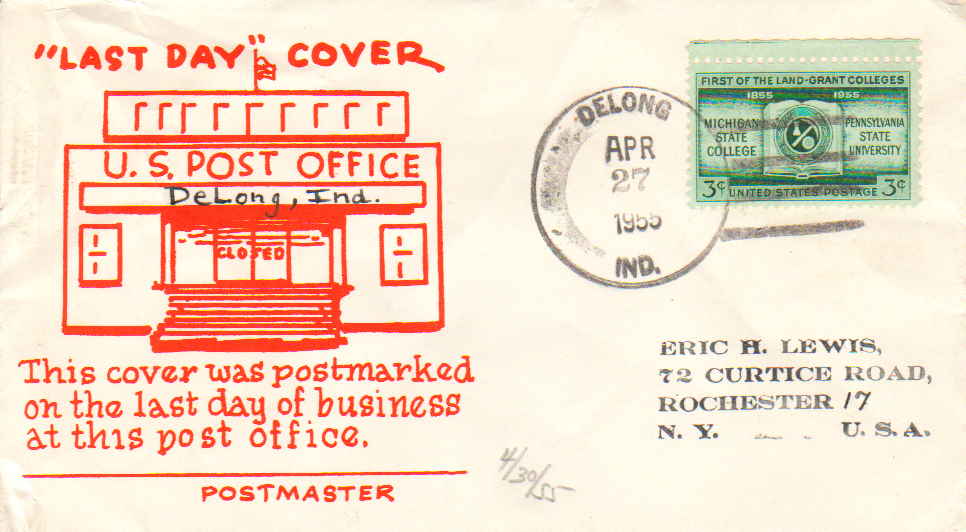 "LAST DAY" COVER
U.S. POST OFFICE
DeLong, Ind.
CLOSED
This cover was postmarked
on the last day of business
at this post office.
POSTMASTER
DELONG
APR
27
1955
IND.
FIRST OF THE LAND-GRANT COLLEGES
1855 1955
MICHIGAN STATE COLLEGE
PENNSYLVANIA STATE UNIVERSITY
3¢ UNITED STATES POSTAGE 3¢
ERIC H. LEWIS,
72 CURTICE ROAD,
ROCHESTER 17
N. Y. U. S. A.
4/30/55